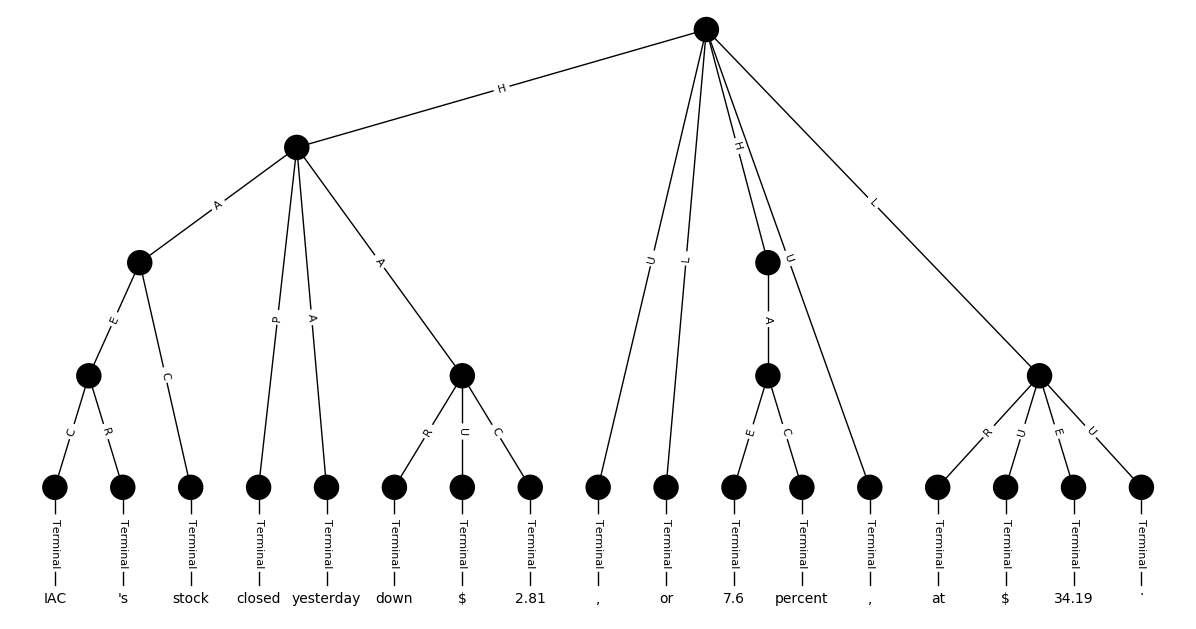 H
A
A
H
U
L
U
L
E
C
P
A
A
C
R
R
U
C
E
C
R
U
E
U
Terminal Terminal Terminal Terminal Terminal Terminal Terminal Terminal Terminal Terminal Terminal Terminal Terminal Terminal Terminal Terminal Terminal
IAC 's stock closed yesterday down $ 2.81 , or 7.6 percent , at $ 34.19 .